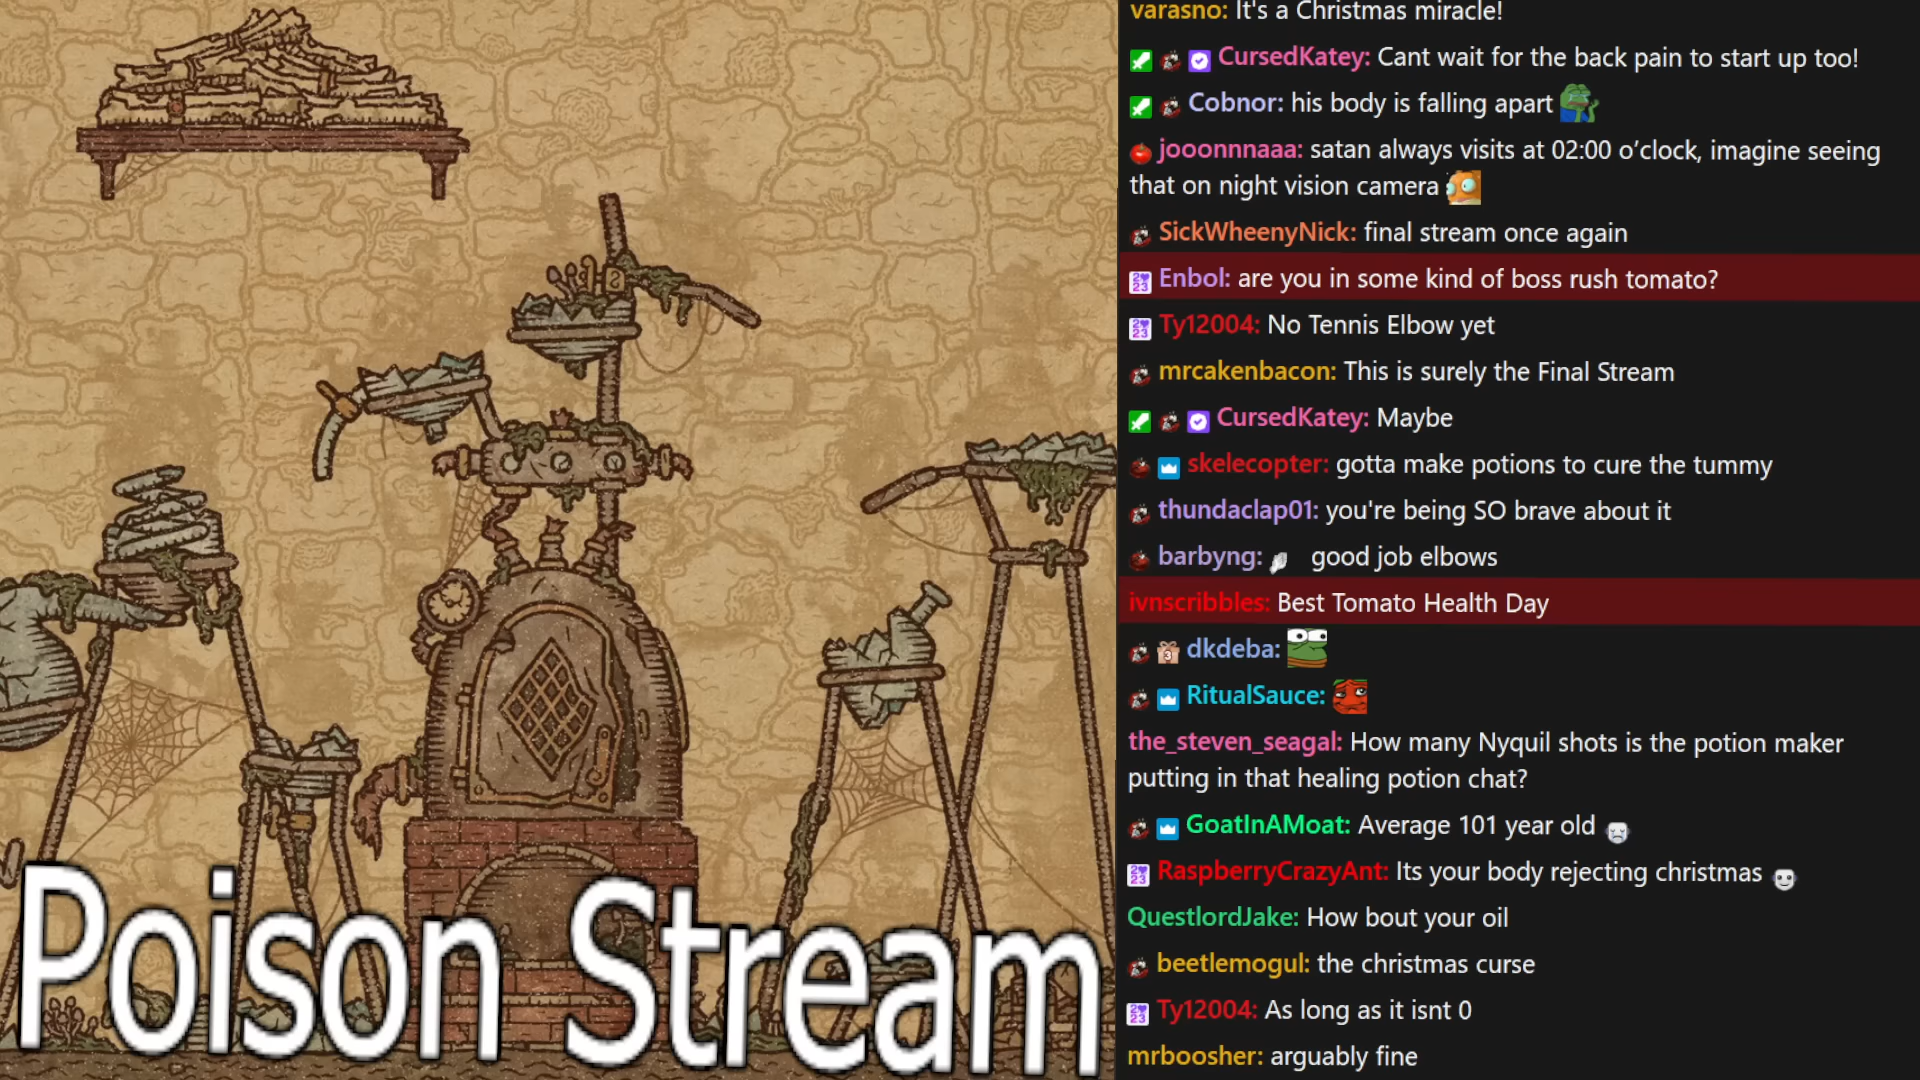 varasno: It's a Christmas miracle!
CursedKatey: Cant wait for the back pain to start up too!
Cobnor: his body is falling apart
jooonnnaaa: satan always visits at 02:00 o’clock, imagine seeing
that on night vision camera
SickWheenyNick: final stream once again
Enbol: are you in some kind of boss rush tomato?
Ty12004: No Tennis Elbow yet
mrcakenbacon: This is surely the Final Stream
CursedKatey: Maybe
skelecopter: gotta make potions to cure the tummy
thundaclap01: you're being SO brave about it
barbyng: good job elbows
ivnscribbles: Best Tomato Health Day
dkdeba:
RitualSauce:
the_steven_seagal: How many Nyquil shots is the potion maker
putting in that healing potion chat?
GoatInAMoat: Average 101 year old
RaspberryCrazyAnt: Its your body rejecting christmas
QuestlordJake: How bout your oil
beetlemogul: the christmas curse
Ty12004: As long as it isnt 0
mrboosher: arguably fine
Poison Stream